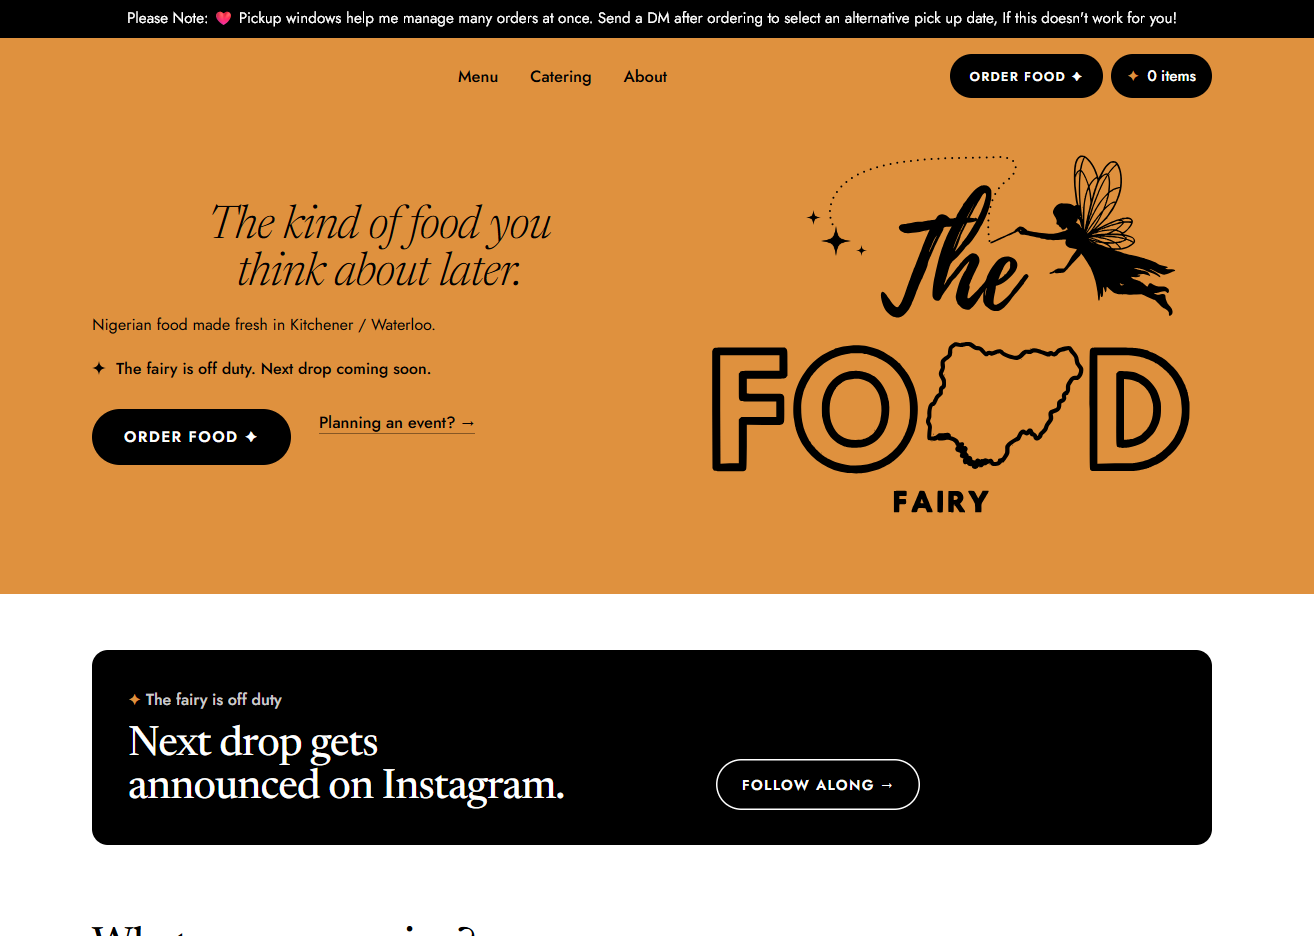 Please Note: 💓 Pickup windows help me manage many orders at once. Send a DM after ordering to select an alternative pick up date, If this doesn't work for you!
Menu Catering About
ORDER FOOD ✦
✦ 0 items
The kind of food you
think about later.
Nigerian food made fresh in Kitchener / Waterloo.
✦ The fairy is off duty. Next drop coming soon.
ORDER FOOD ✦
Planning an event? →
The
FOOD
FAIRY
✦ The fairy is off duty
Next drop gets
announced on Instagram.
FOLLOW ALONG →